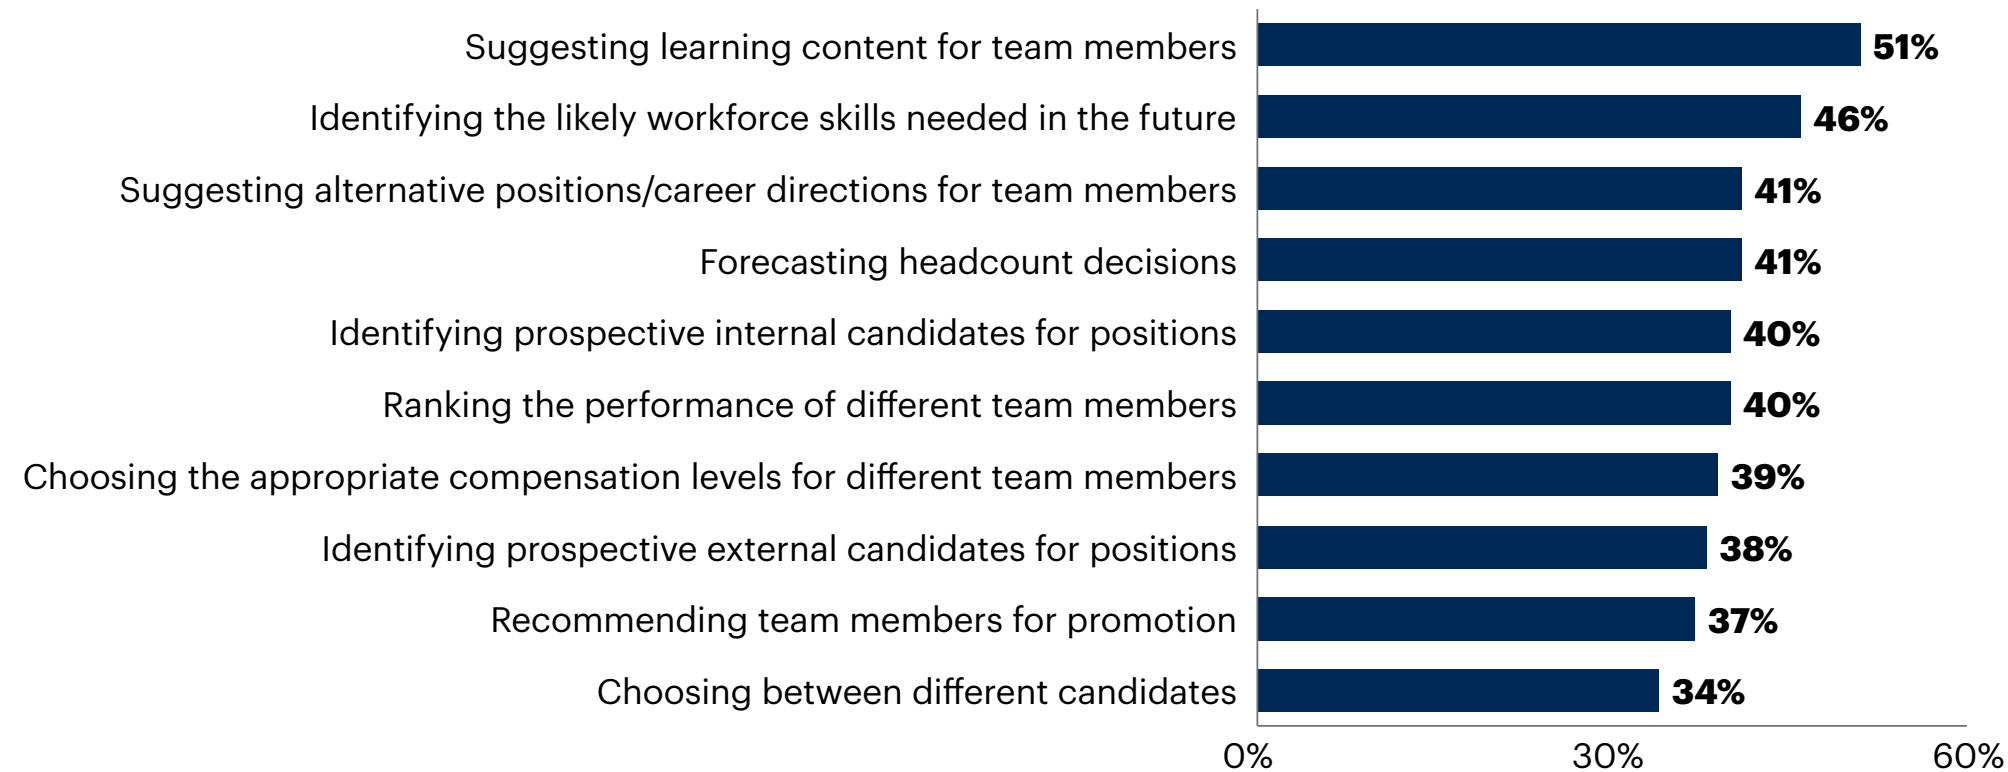 Suggesting learning content for team members 51%
Identifying the likely workforce skills needed in the future 46%
Suggesting alternative positions/career directions for team members 41%
Forecasting headcount decisions 41%
Identifying prospective internal candidates for positions 40%
Ranking the performance of different team members 40%
Choosing the appropriate compensation levels for different team members 39%
Identifying prospective external candidates for positions 38%
Recommending team members for promotion 37%
Choosing between different candidates 34%
0% 30% 60%